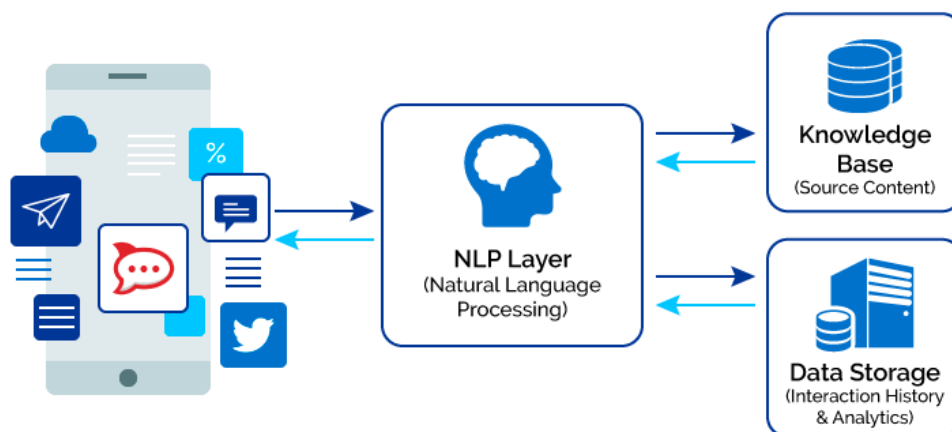 %
NLP Layer
(Natural Language
Processing)
Knowledge
Base
(Source Content)
Data Storage
(Interaction History
& Analytics)